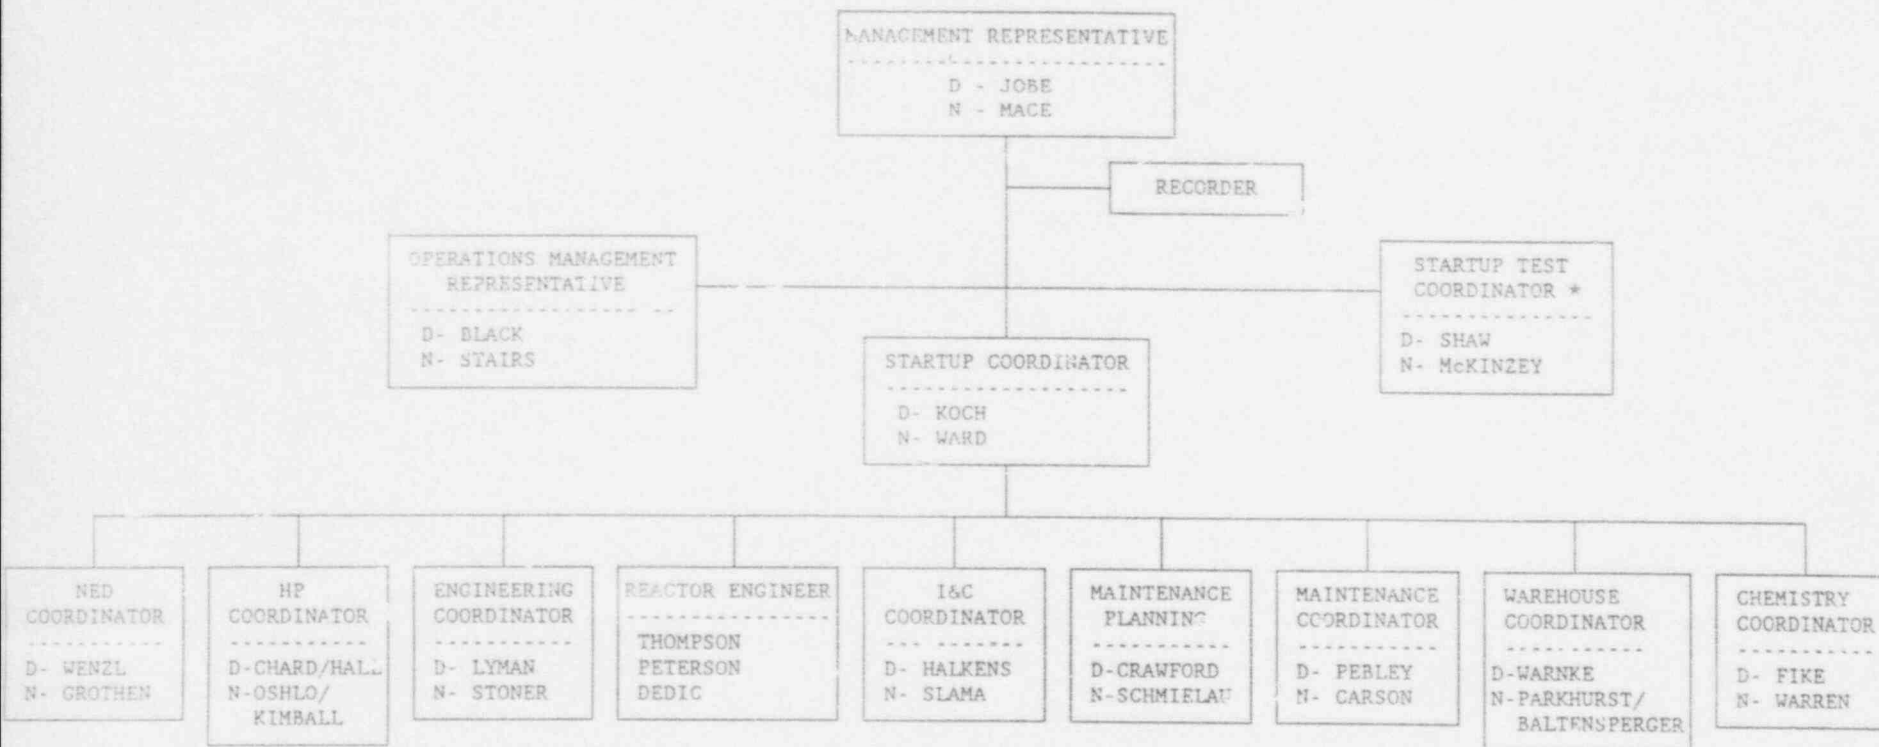 MANAGEMENT REPRESENTATIVE
D - JOBE
N - MACE
RECORDER
OPERATIONS MANAGEMENT
REPRESENTATIVE
D- BLACK
N- STAIRS
STARTUP TEST
COORDINATOR *
D- SHAW
N- McKINZEY
STARTUP COORDINATOR
D- KOCH
N- WARD
NED
COORDINATOR
D- WENZL
N- GROTHEN
HP
COORDINATOR
D-CHARD/HALL
N-OSHLO/
KIMBALL
ENGINEERING
COORDINATOR
D- LYMAN
N- STONER
REACTOR ENGINEER
THOMPSON
PETERSON
DEDIC
I&C
COORDINATOR
D- HALKENS
N- SLAMA
MAINTENANCE
PLANNING
D-CRAWFORD
N-SCHMIELAU
MAINTENANCE
COORDINATOR
D- PEBLEY
N- CARSON
WAREHOUSE
COORDINATOR
D-WARNKE
N-PARKHURST/
BALTENSPERGER
CHEMISTRY
COORDINATOR
D- FIKE
N- WARREN